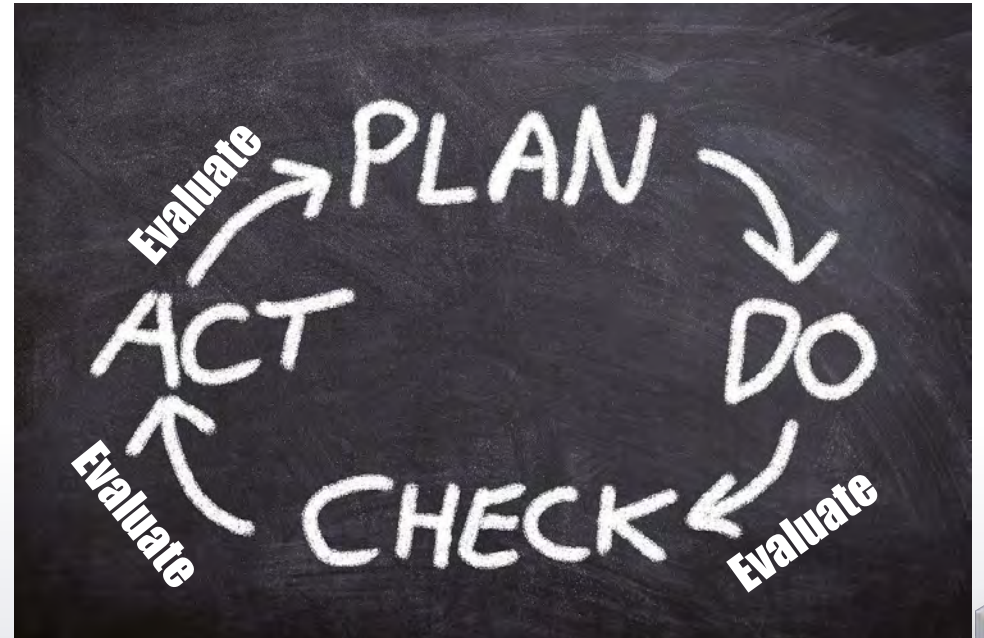 Evaluate
PLAN
ACT
DO
Evaluate
CHECK
Evaluate